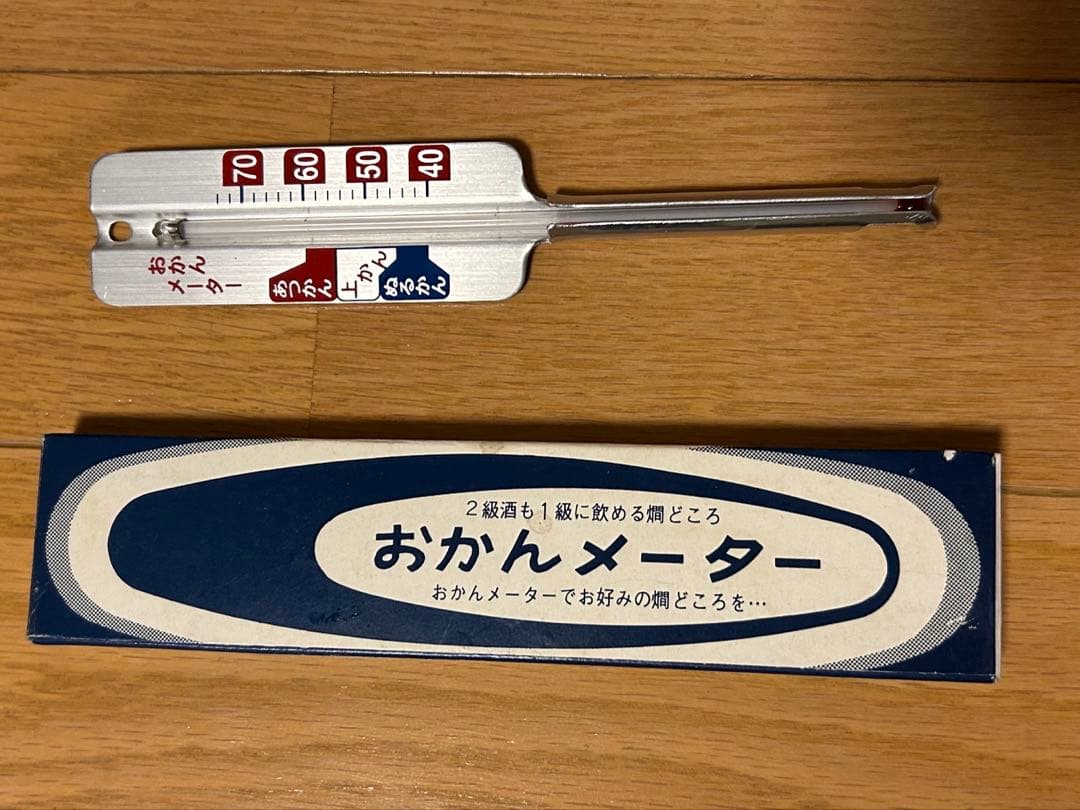 70 60 50 40
おかん
メーター
あつかん
上かん
ぬるかん
2級酒も1級に飲める燗どころ
おかんメーター
おかんメーターでお好みの燗どころを…